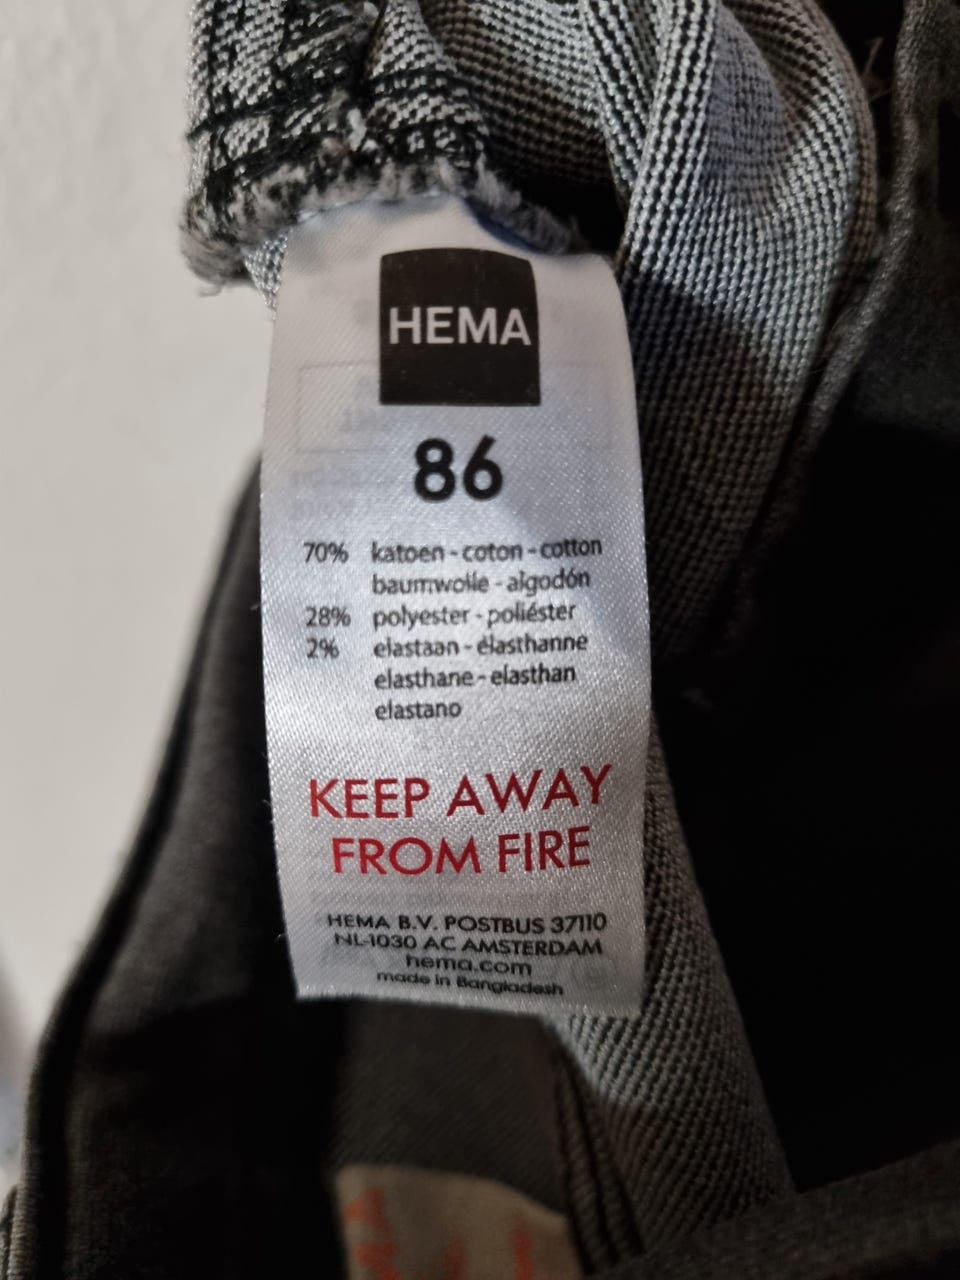 HEMA
86
70% katoen - coton - cotton
baumwolle - algodón
28% polyester - poliéster
2% elastaan - élasthanne
elasthane - elasthan
elastano
KEEP AWAY
FROM FIRE
HEMA B.V. POSTBUS 37110
NL-1030 AC AMSTERDAM
hema.com
made in Bangladesh